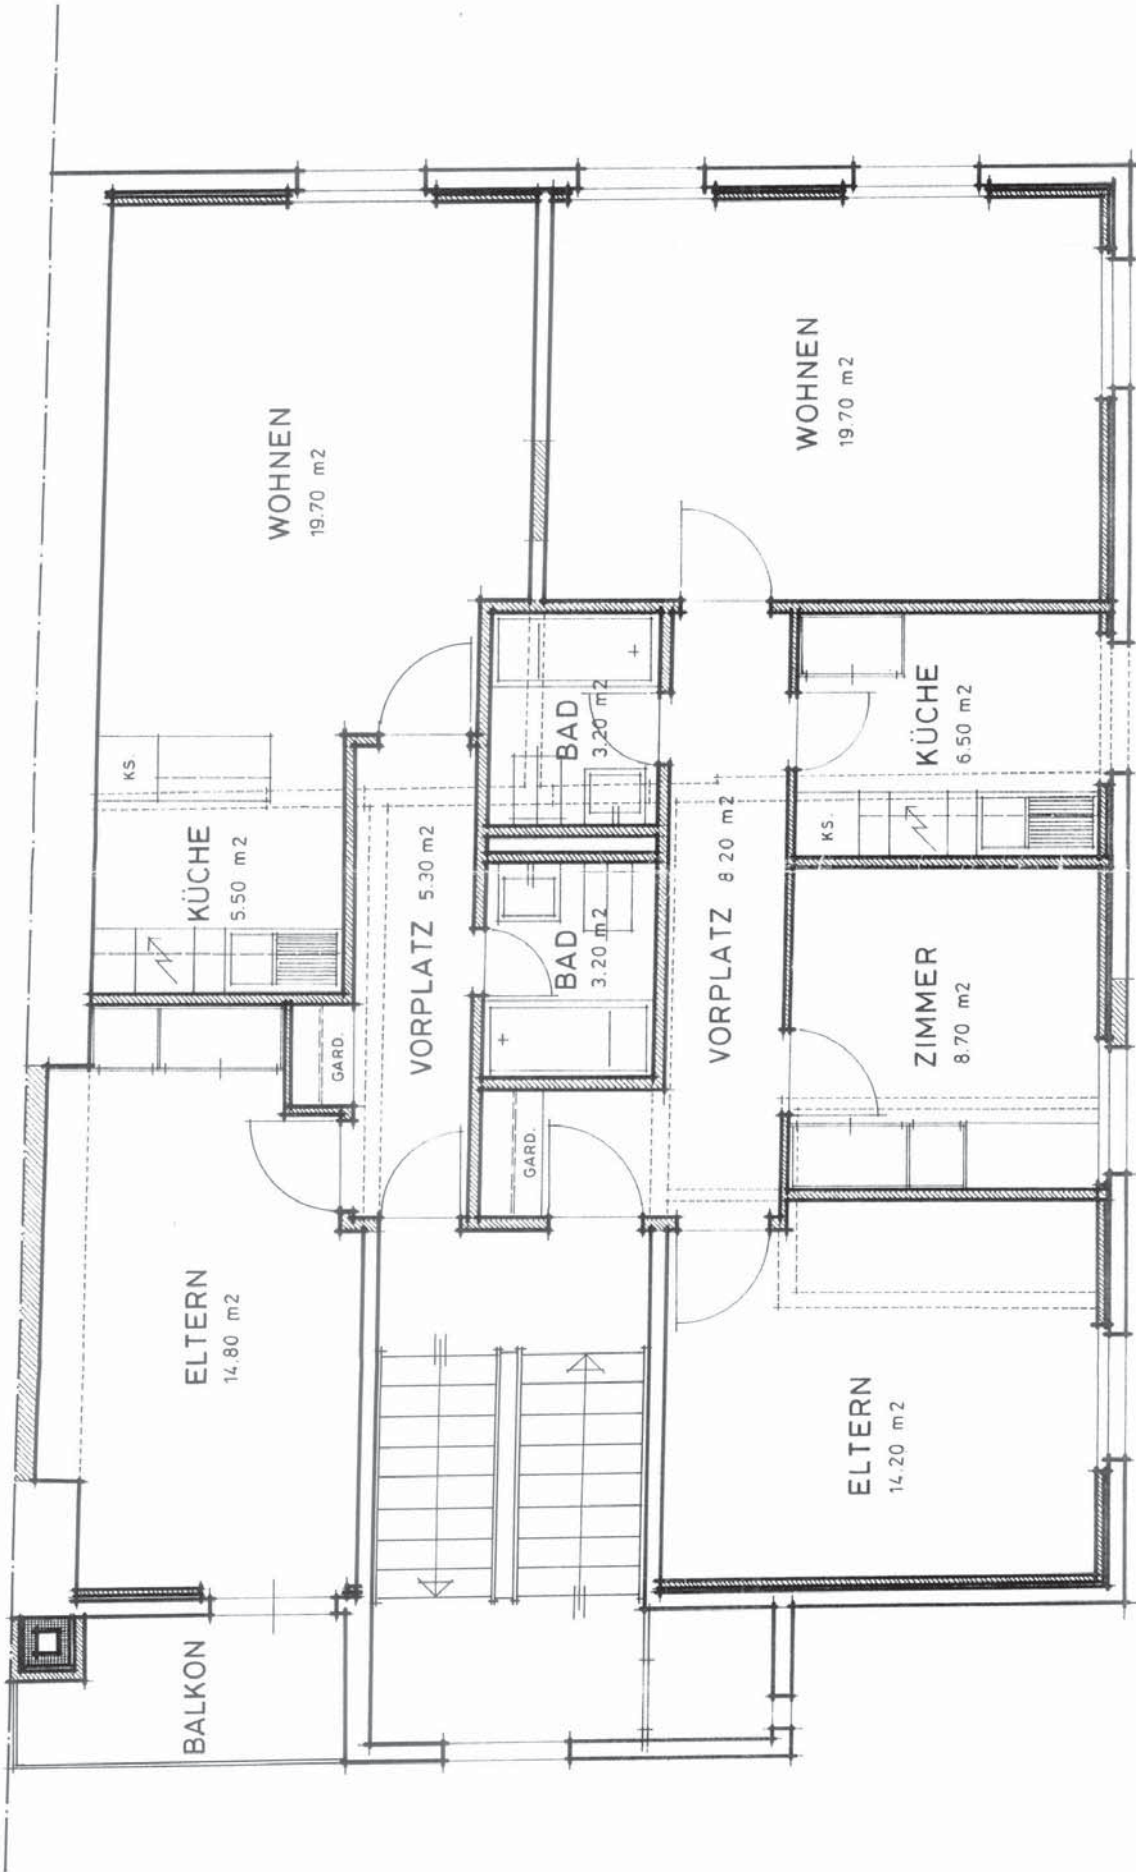 BALKON
ELTERN
14.80 m2
KÜCHE
5.50 m2
KS.
WOHNEN
19.70 m2
GARD.
VORPLATZ 5.30 m2
GARD.
BAD
3.20 m2
BAD
3.20 m2
VORPLATZ 8 20 m2
WOHNEN
19.70 m2
ELTERN
14.20 m2
ZIMMER
8.70 m2
KS.
KÜCHE
6.50 m2